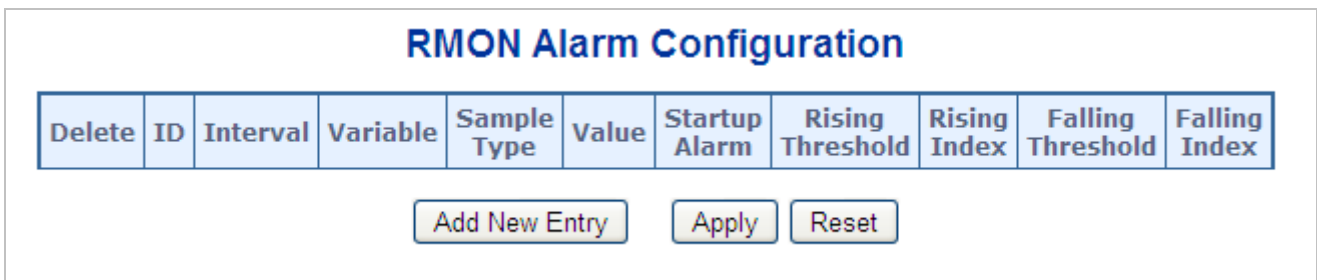 RMON Alarm Configuration
Delete ID Interval Variable Sample Type Value Startup Alarm Rising Threshold Rising Index Falling Threshold Falling Index
Add New Entry Apply Reset